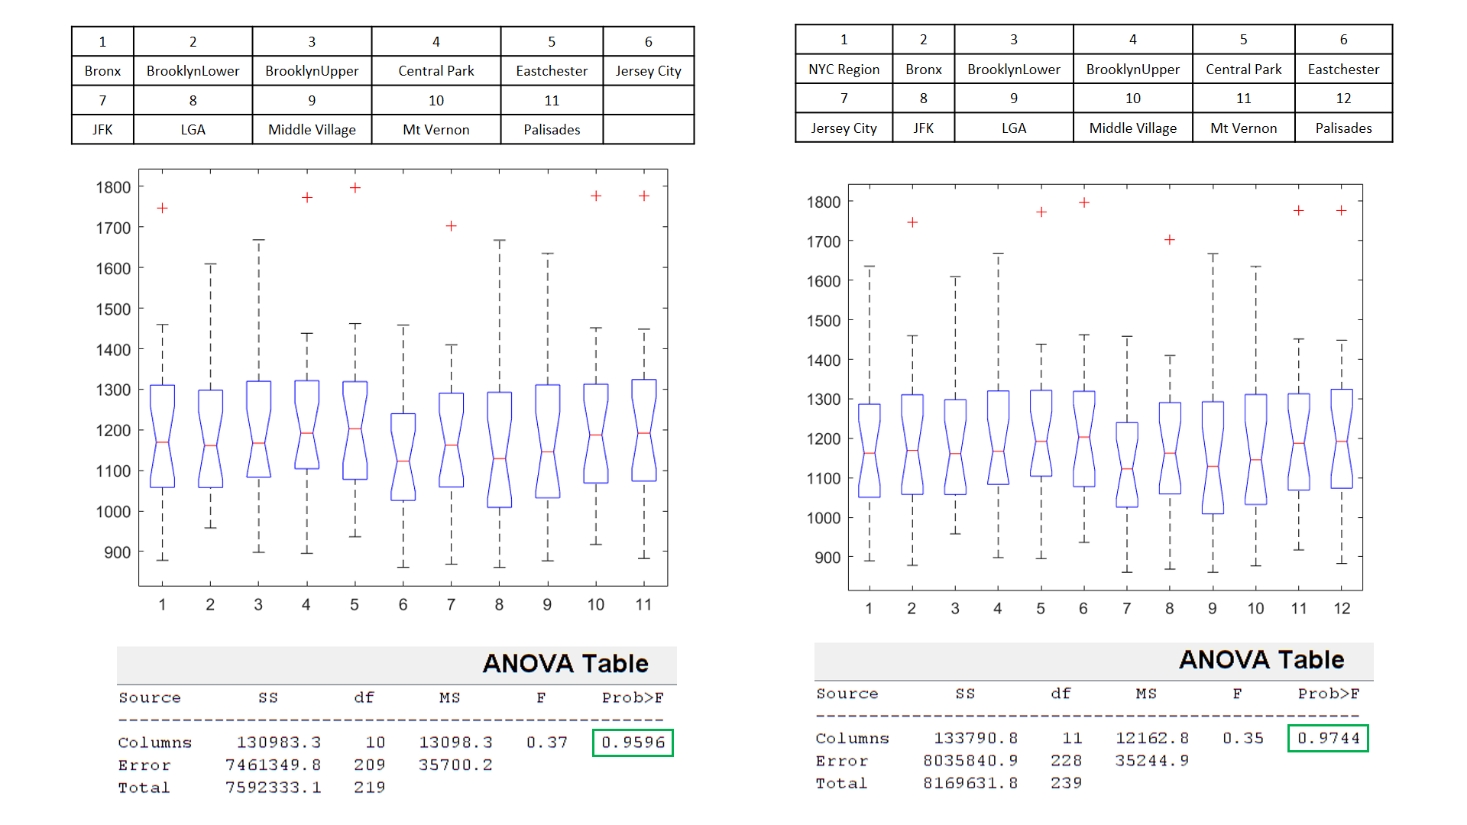 1 2 3 4 5 6
Bronx BrooklynLower BrooklynUpper Central Park Eastchester Jersey City
7 8 9 10 11
JFK LGA Middle Village Mt Vernon Palisades
1800
1700
1600
1500
1400
1300
1200
1100
1000
900
1 2 3 4 5 6 7 8 9 10 11
ANOVA Table
Source SS df MS F Prob>F
Columns 130983.3 10 13098.3 0.37 0.9596
Error 7461349.8 209 35700.2
Total 7592333.1 219
1 2 3 4 5 6
NYC Region Bronx BrooklynLower BrooklynUpper Central Park Eastchester
7 8 9 10 11 12
Jersey City JFK LGA Middle Village Mt Vernon Palisades
1800
1700
1600
1500
1400
1300
1200
1100
1000
900
1 2 3 4 5 6 7 8 9 10 11 12
ANOVA Table
Source SS df MS F Prob>F
Columns 133790.8 11 12162.8 0.35 0.9744
Error 8035840.9 228 35244.9
Total 8169631.8 239